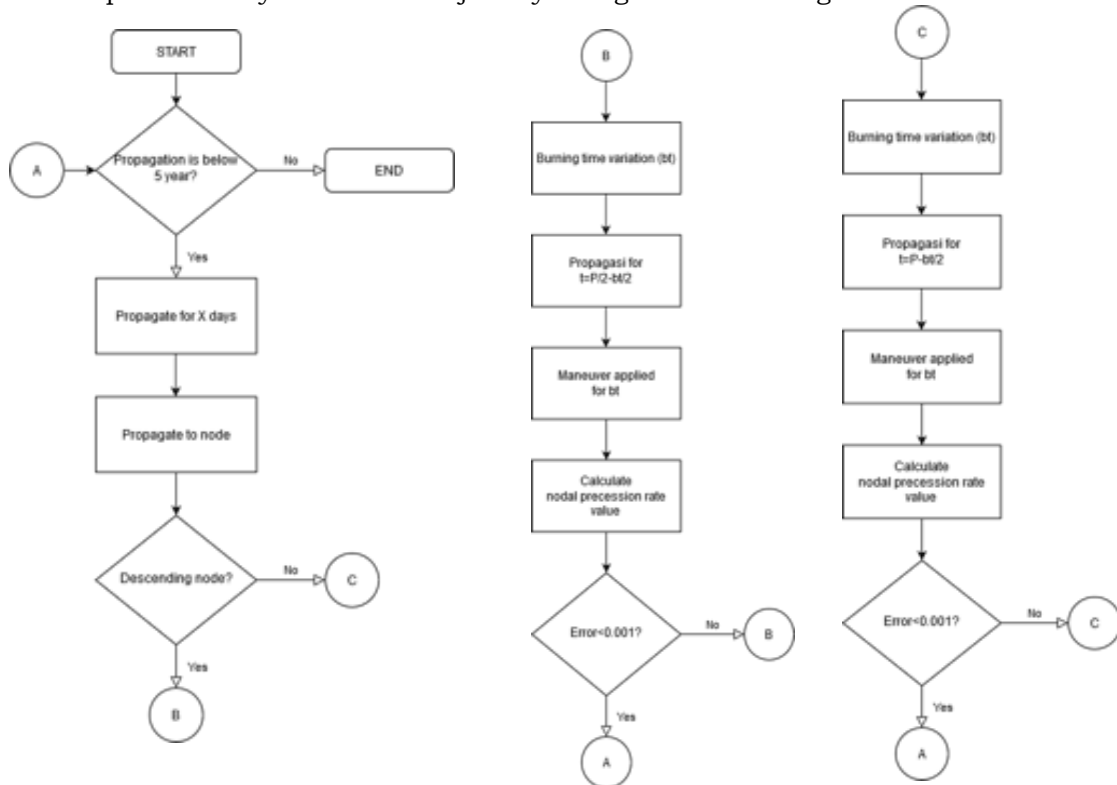 START
A
Propagation is below
5 year?
No
END
Yes
Propagate for X days
Propagate to node
Descending node?
No
C
Yes
B
B
Burning time variation (bt)
Propagasi for
t=P/2-bt/2
Maneuver applied
for bt
Calculate
nodal precession rate
value
Error<0.001?
No
B
Yes
A
C
Burning time variation (bt)
Propagasi for
t=P-bt/2
Maneuver applied
for bt
Calculate
nodal precession rate
value
Error<0.001?
No
C
Yes
A